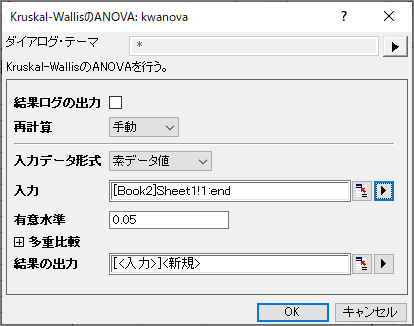 Kruskal-WallisのANOVA: kwanova
ダイアログ・テーマ *
Kruskal-WallisのANOVAを行う。
結果ログの出力
再計算 手動
入力データ形式 素データ値
入力 [Book2]Sheet1!1:end
有意水準 0.05
多重比較
結果の出力 [<入力>]<新規>
OK キャンセル